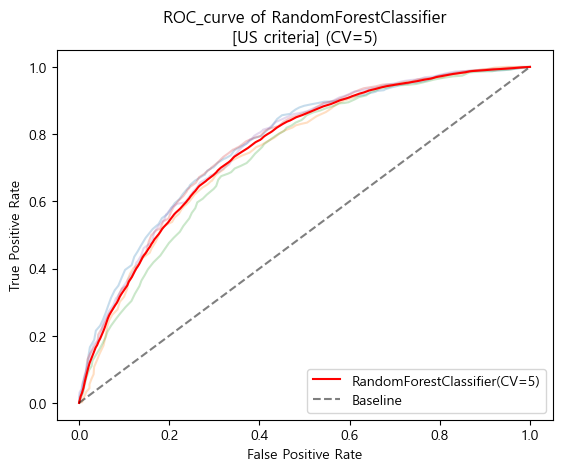 ROC_curve of RandomForestClassifier
[US criteria] (CV=5)
True Positive Rate
1.0
0.8
0.6
0.4
0.2
0.0
RandomForestClassifier(CV=5)
Baseline
0.0 0.2 0.4 0.6 0.8 1.0
False Positive Rate